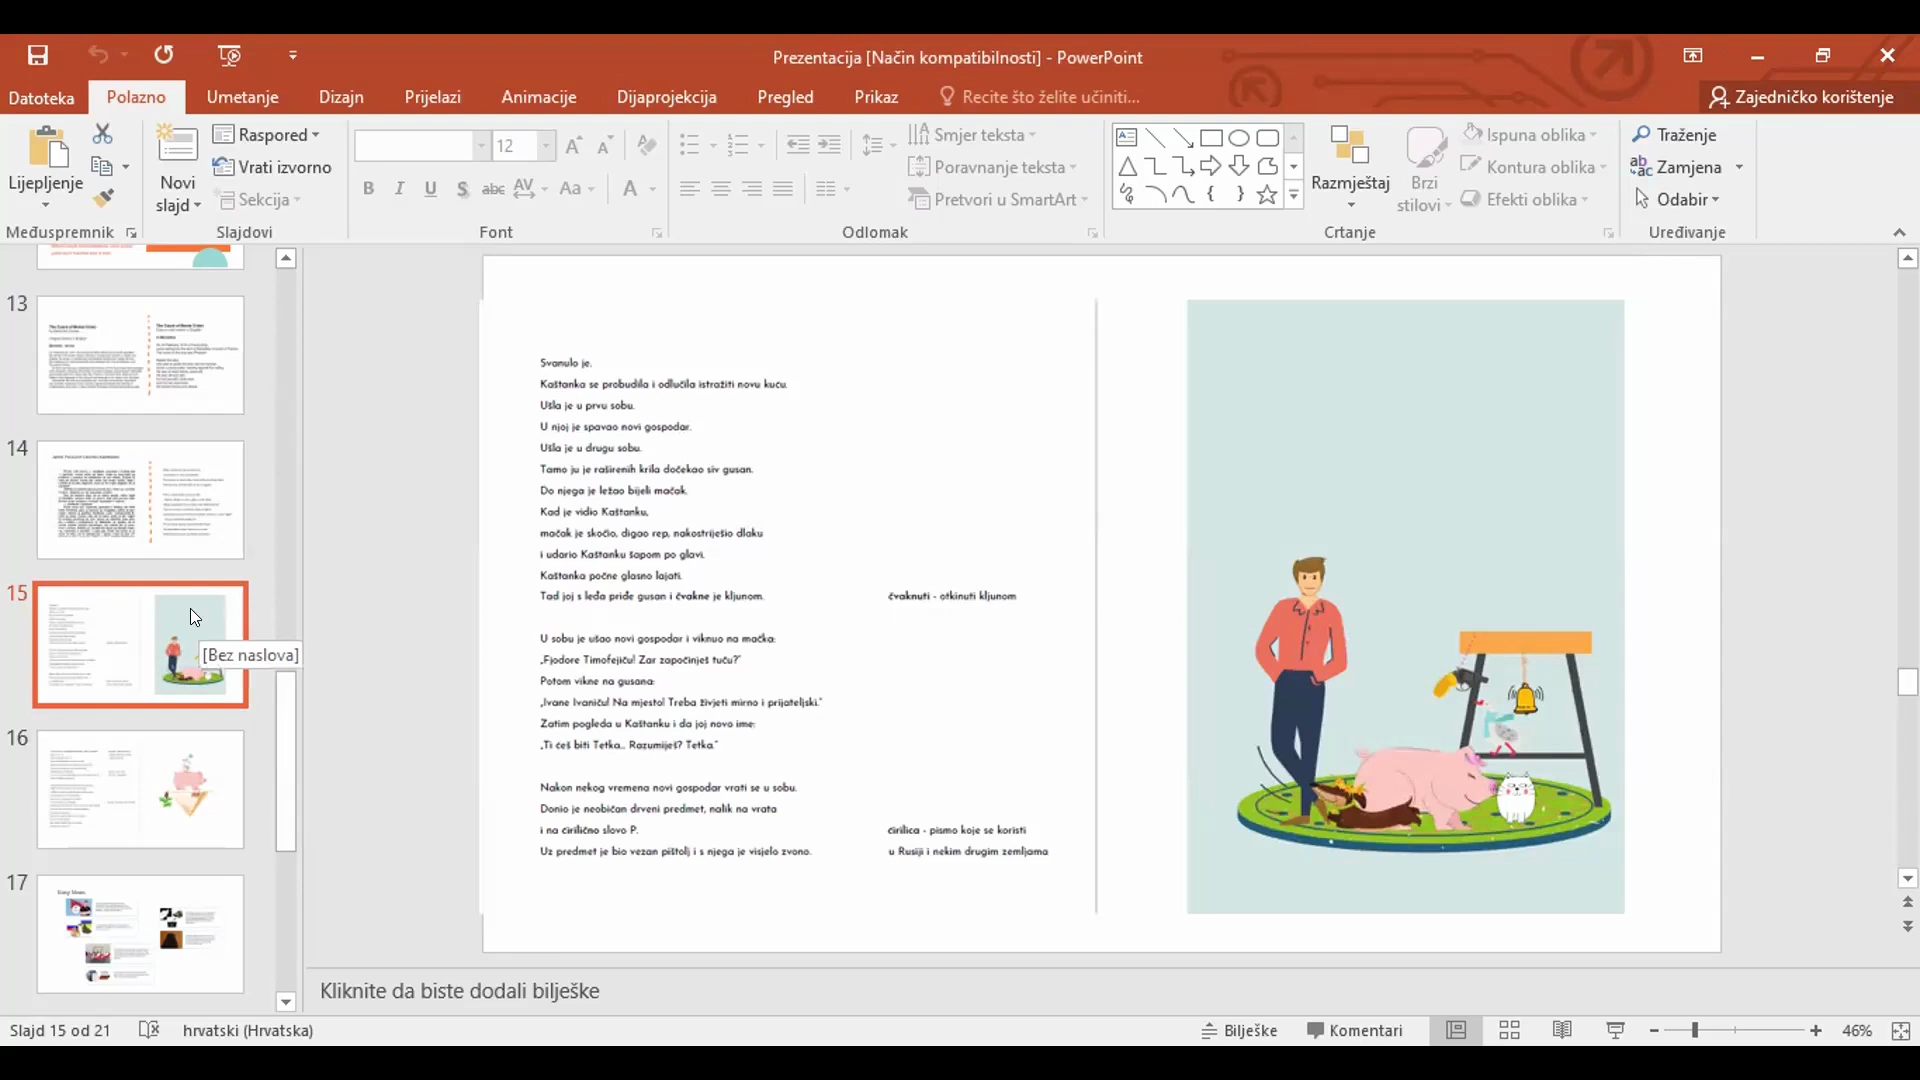 Prezentacija [Način kompatibilnosti] - PowerPoint
Datoteka
Polazno
Umetanje
Dizajn
Prijelazi
Animacije
Dijaprojekcija
Pregled
Prikaz
Recite što želite učiniti...
Zajedničko korištenje
Lijepljenje
Međuspremnik
Novi
slajd
Raspored
Vrati izvorno
Sekcija
Slajdovi
12
Font
Smjer teksta
Poravnanje teksta
Pretvori u SmartArt
Odlomak
Razmještaj
Brzi
stilovi
Ispuna oblika
Kontura oblika
Efekti oblika
Crtanje
Traženje
Zamjena
Odabir
Uređivanje
13
14
15
[Bez naslova]
16
17
Easy News
Svanulo je.
Kaštanka se probudila i odlučila istražiti novu kuću.
Ušla je u prvu sobu.
U njoj je spavao novi gospodar.
Ušla je u drugu sobu.
Tamo ju je raširenih krila dočekao siv gusan.
Do njega je ležao bijeli mačak.
Kad je vidio Kaštanku,
mačak je skočio, digao rep, nakostriješio dlaku
i udario Kaštanku šapom po glavi.
Kaštanka počne glasno lajati.
Tad joj s leđa priđe gusan i čvakne je kljunom.
čvaknuti - otkinuti kljunom
U sobu je ušao novi gospodar i viknuo na mačka:
„Fjodore Timofejiču! Zar započinješ tuču?”
Potom vikne na gusana:
„Ivane Ivaniču! Na mjesto! Treba živjeti mirno i prijateljski.”
Zatim pogleda u Kaštanku i da joj novo ime:
„Ti ćeš biti Tetka... Razumiješ? Tetka.”
Nakon nekog vremena novi gospodar vrati se u sobu.
Donio je neobičan drveni predmet, nalik na vrata
i na ćirilično slovo P.
ćirilica - pismo koje se koristi
Uz predmet je bio vezan pištolj i s njega je visjelo zvono.
u Rusiji i nekim drugim zemljama
Kliknite da biste dodali bilješke
Slajd 15 od 21
hrvatski (Hrvatska)
Bilješke
Komentari
46%